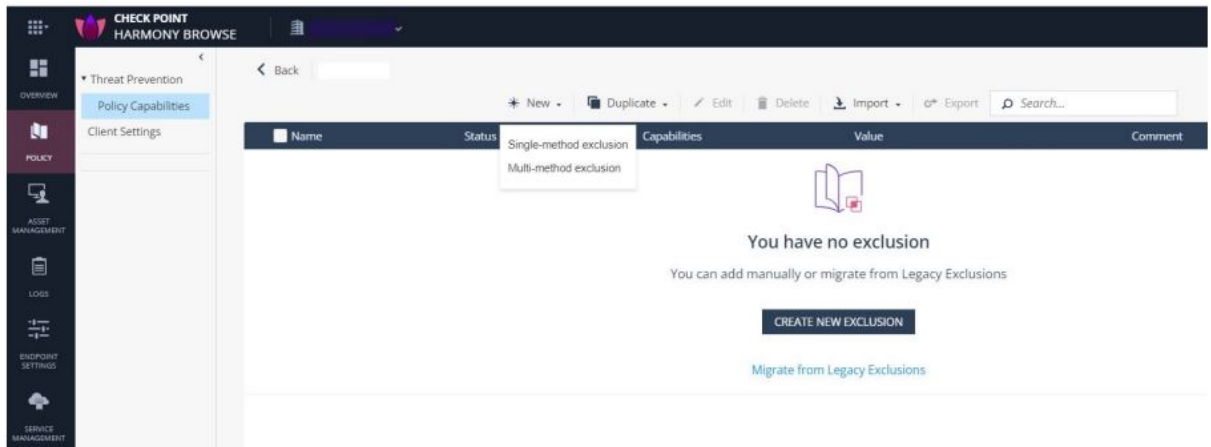 CHECK POINT
HARMONY BROWSE
OVERVIEW
POLICY
ASSET
MANAGEMENT
LOGS
ENDPOINT
SETTINGS
SERVICE
MANAGEMENT
Threat Prevention
Policy Capabilities
Client Settings
Back
New Duplicate Edit Delete Import Export Search...
Name Status Capabilities Value Comment
Single-method exclusion
Multi-method exclusion
You have no exclusion
You can add manually or migrate from Legacy Exclusions
CREATE NEW EXCLUSION
Migrate from Legacy Exclusions